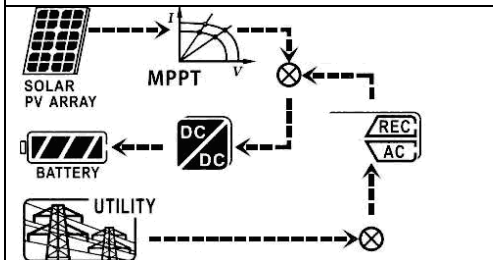 I
V
MPPT
SOLAR
PV ARRAY
REC
AC
DC
DC
BATTERY
UTILITY